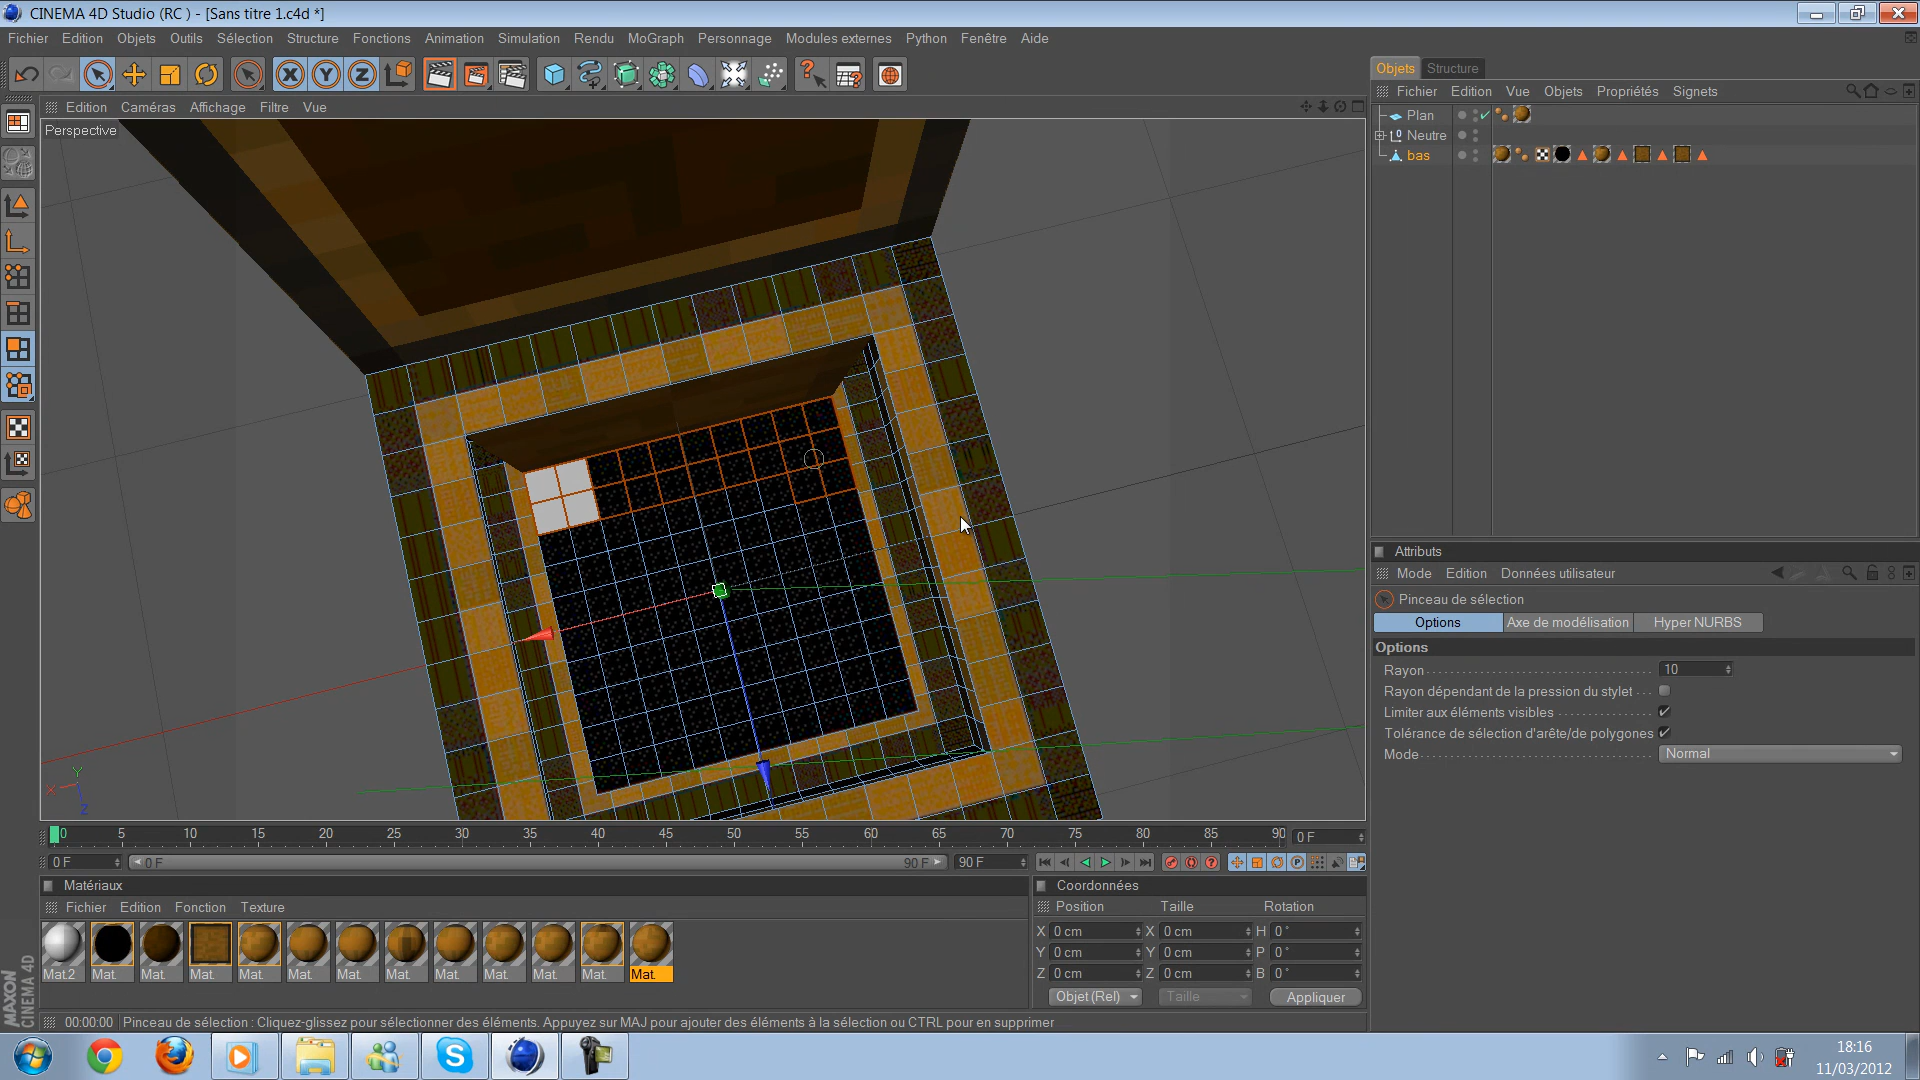 CINEMA 4D Studio (RC ) - [Sans titre 1.c4d *]
Fichier Edition Objets Outils Sélection Structure Fonctions Animation Simulation Rendu MoGraph Personnage Modules externes Python Fenêtre Aide
X Y Z
Objets Structure
Edition Caméras Affichage Filtre Vue
Fichier Edition Vue Objets Propriétés Signets
Perspective
Plan
Neutre
bas
Attributs
Mode Edition Données utilisateur
Pinceau de sélection
Options Axe de modélisation Hyper NURBS
Options
Rayon 10
Rayon dépendant de la pression du stylet
Limiter aux éléments visibles
Tolérance de sélection d'arête/de polygones
Mode Normal
Y
X
Z
0 5 10 15 20 25 30 35 40 45 50 55 60 65 70 75 80 85 90 0 F
0 F 0 F 90 F 90 F
Matériaux
Fichier Edition Fonction Texture
Mat.2 Mat. Mat. Mat. Mat. Mat. Mat. Mat. Mat. Mat. Mat. Mat. Mat.
Coordonnées
Position Taille Rotation
X 0 cm X 0 cm H 0 °
Y 0 cm Y 0 cm P 0 °
Z 0 cm Z 0 cm B 0 °
Objet (Rel) Taille Appliquer
MAXON
CINEMA 4D
00:00:00 Pinceau de sélection : Cliquez-glissez pour sélectionner des éléments. Appuyez sur MAJ pour ajouter des éléments à la sélection ou CTRL pour en supprimer
18:16
11/03/2012